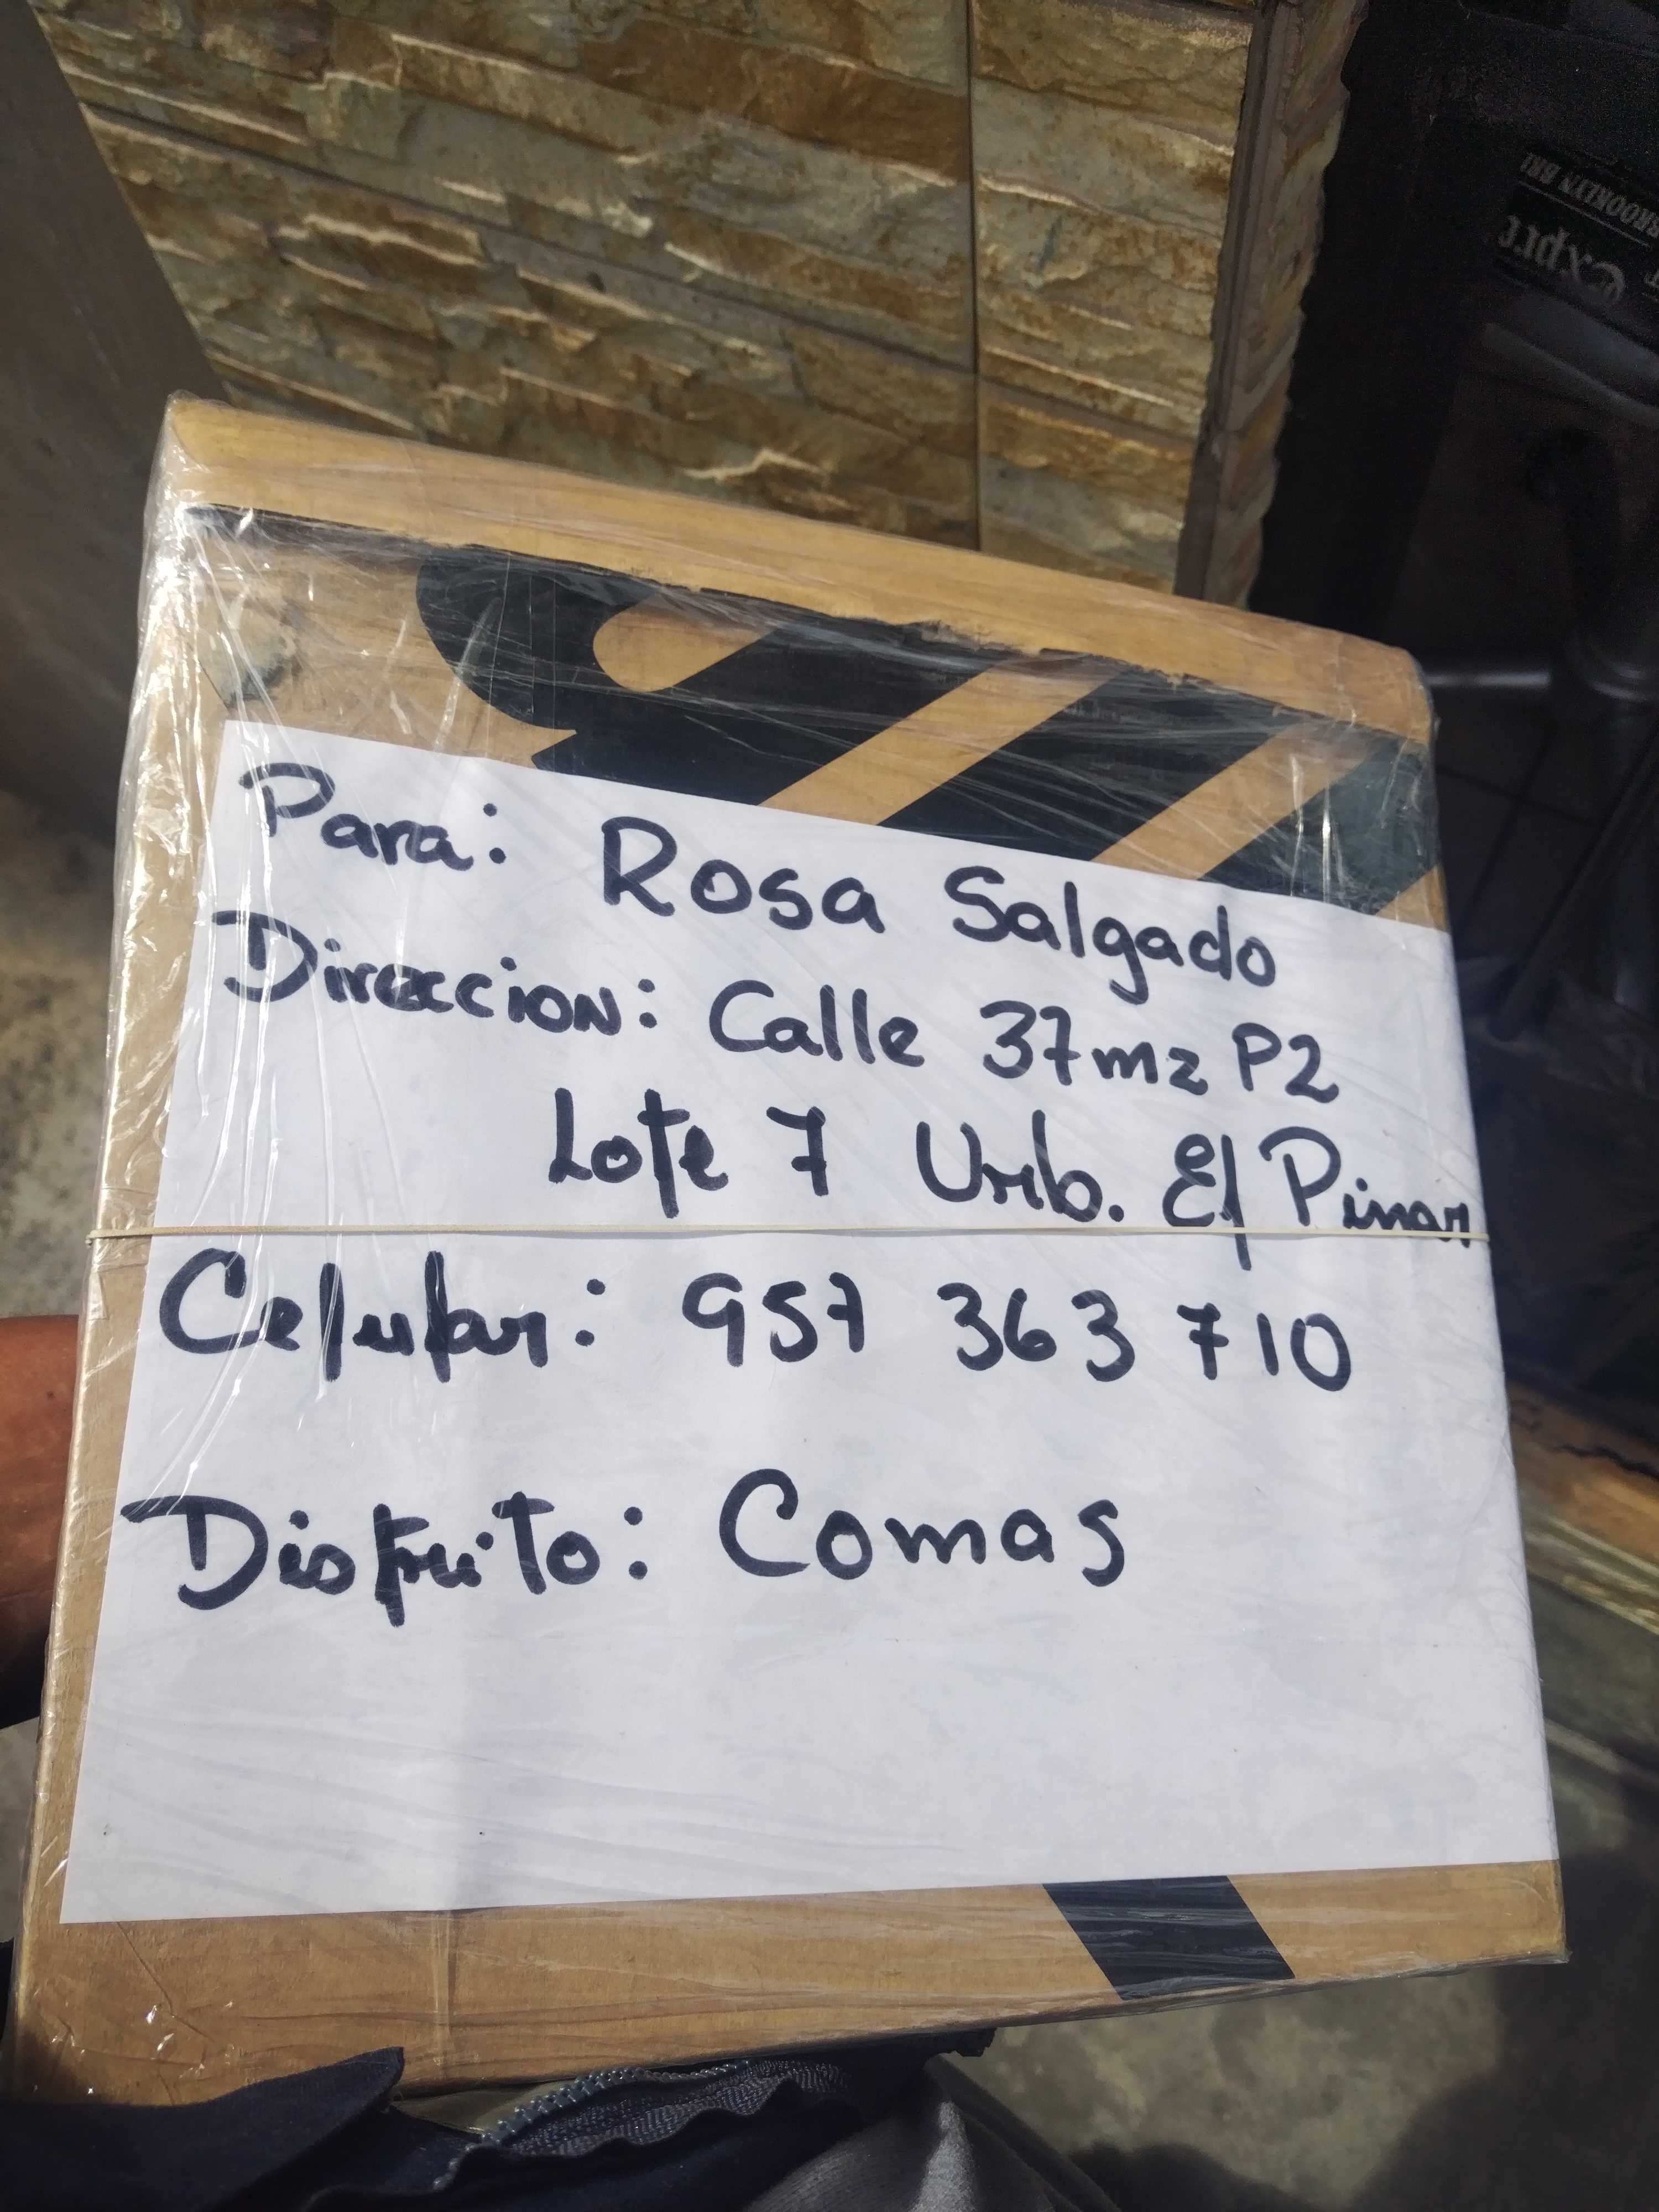 BROOKLYN
Para: Rosa Salgado
Direccion: Calle 37 mz P2
Lote 7 Urb. El Pinar
Celular: 957 363 710
Distrito: Comas